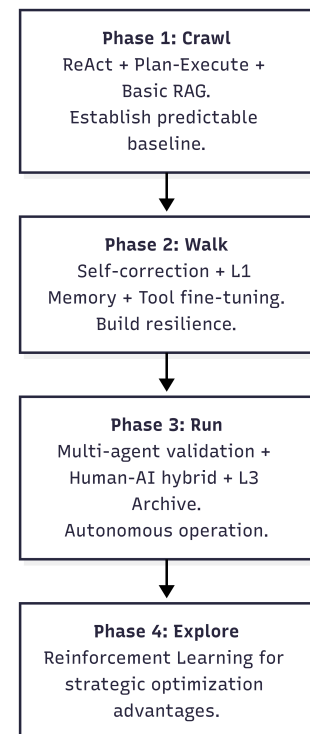 Phase 1: Crawl
ReAct + Plan-Execute +
Basic RAG.
Establish predictable
baseline.
Phase 2: Walk
Self-correction + L1
Memory + Tool fine-tuning.
Build resilience.
Phase 3: Run
Multi-agent validation +
Human-AI hybrid + L3
Archive.
Autonomous operation.
Phase 4: Explore
Reinforcement Learning for
strategic optimization
advantages.